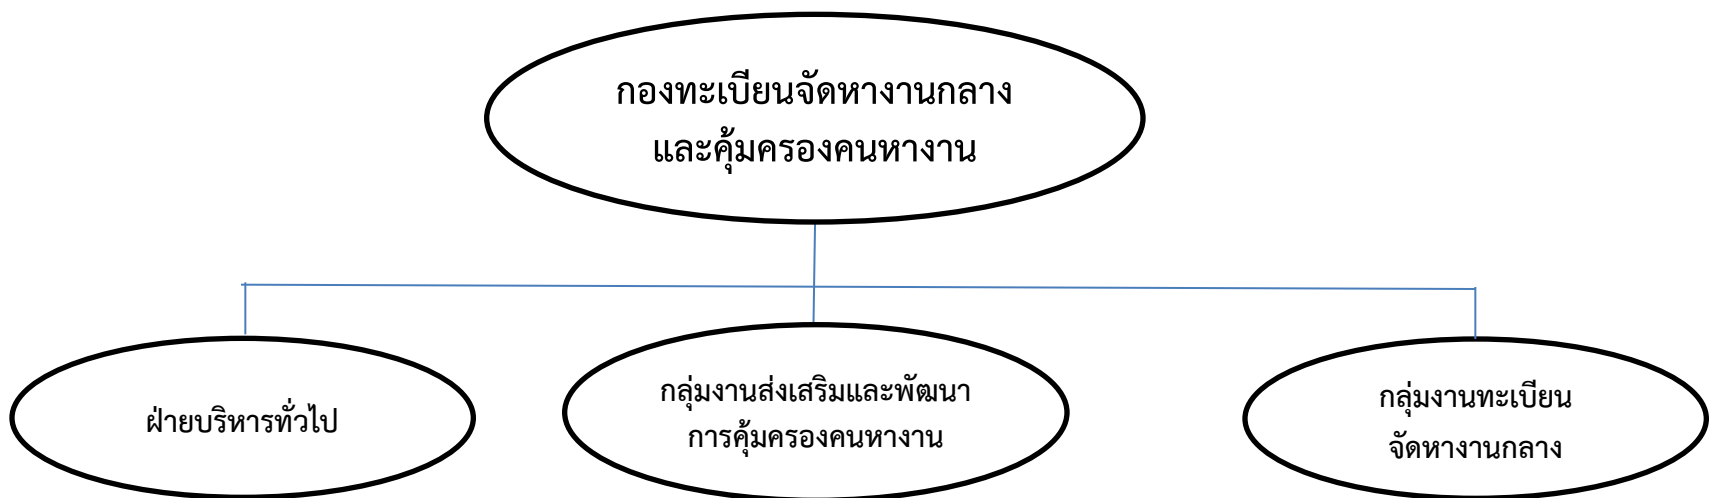 กองทะเบียนจัดหางานกลาง
และคุ้มครองคนหางาน
ฝ่ายบริหารทั่วไป
กลุ่มงานส่งเสริมและพัฒนา
การคุ้มครองคนหางาน
กลุ่มงานทะเบียน
จัดหางานกลาง